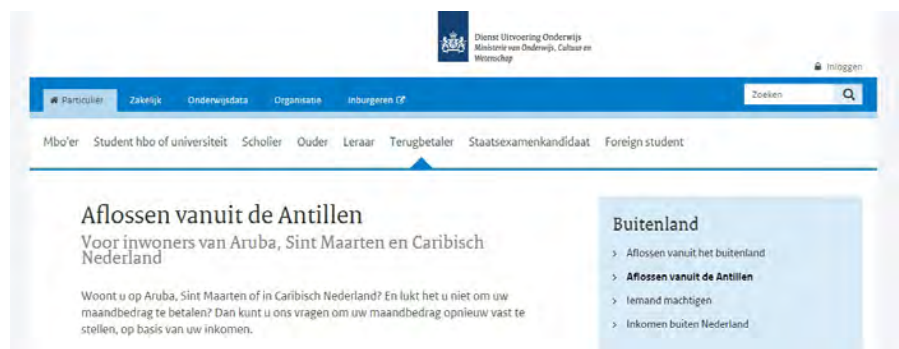 Dienst Uitvoering Onderwijs
Ministerie van Onderwijs, Cultuur en
Wetenschap
Inloggen
Particulier Zakelijk Onderwijsdata Organisatie Inburgeren
Zoeken
Mbo'er Student hbo of universiteit Scholier Ouder Leraar Terugbetaler Staatsexamenkandidaat Foreign student
Aflossen vanuit de Antillen
Voor inwoners van Aruba, Sint Maarten en Caribisch
Nederland
Woont u op Aruba, Sint Maarten of in Caribisch Nederland? En lukt het u niet om uw
maandbedrag te betalen? Dan kunt u ons vragen om uw maandbedrag opnieuw vast te
stellen, op basis van uw inkomen.
Buitenland
> Aflossen vanuit het buitenland
> Aflossen vanuit de Antillen
> Iemand machtigen
> Inkomen buiten Nederland